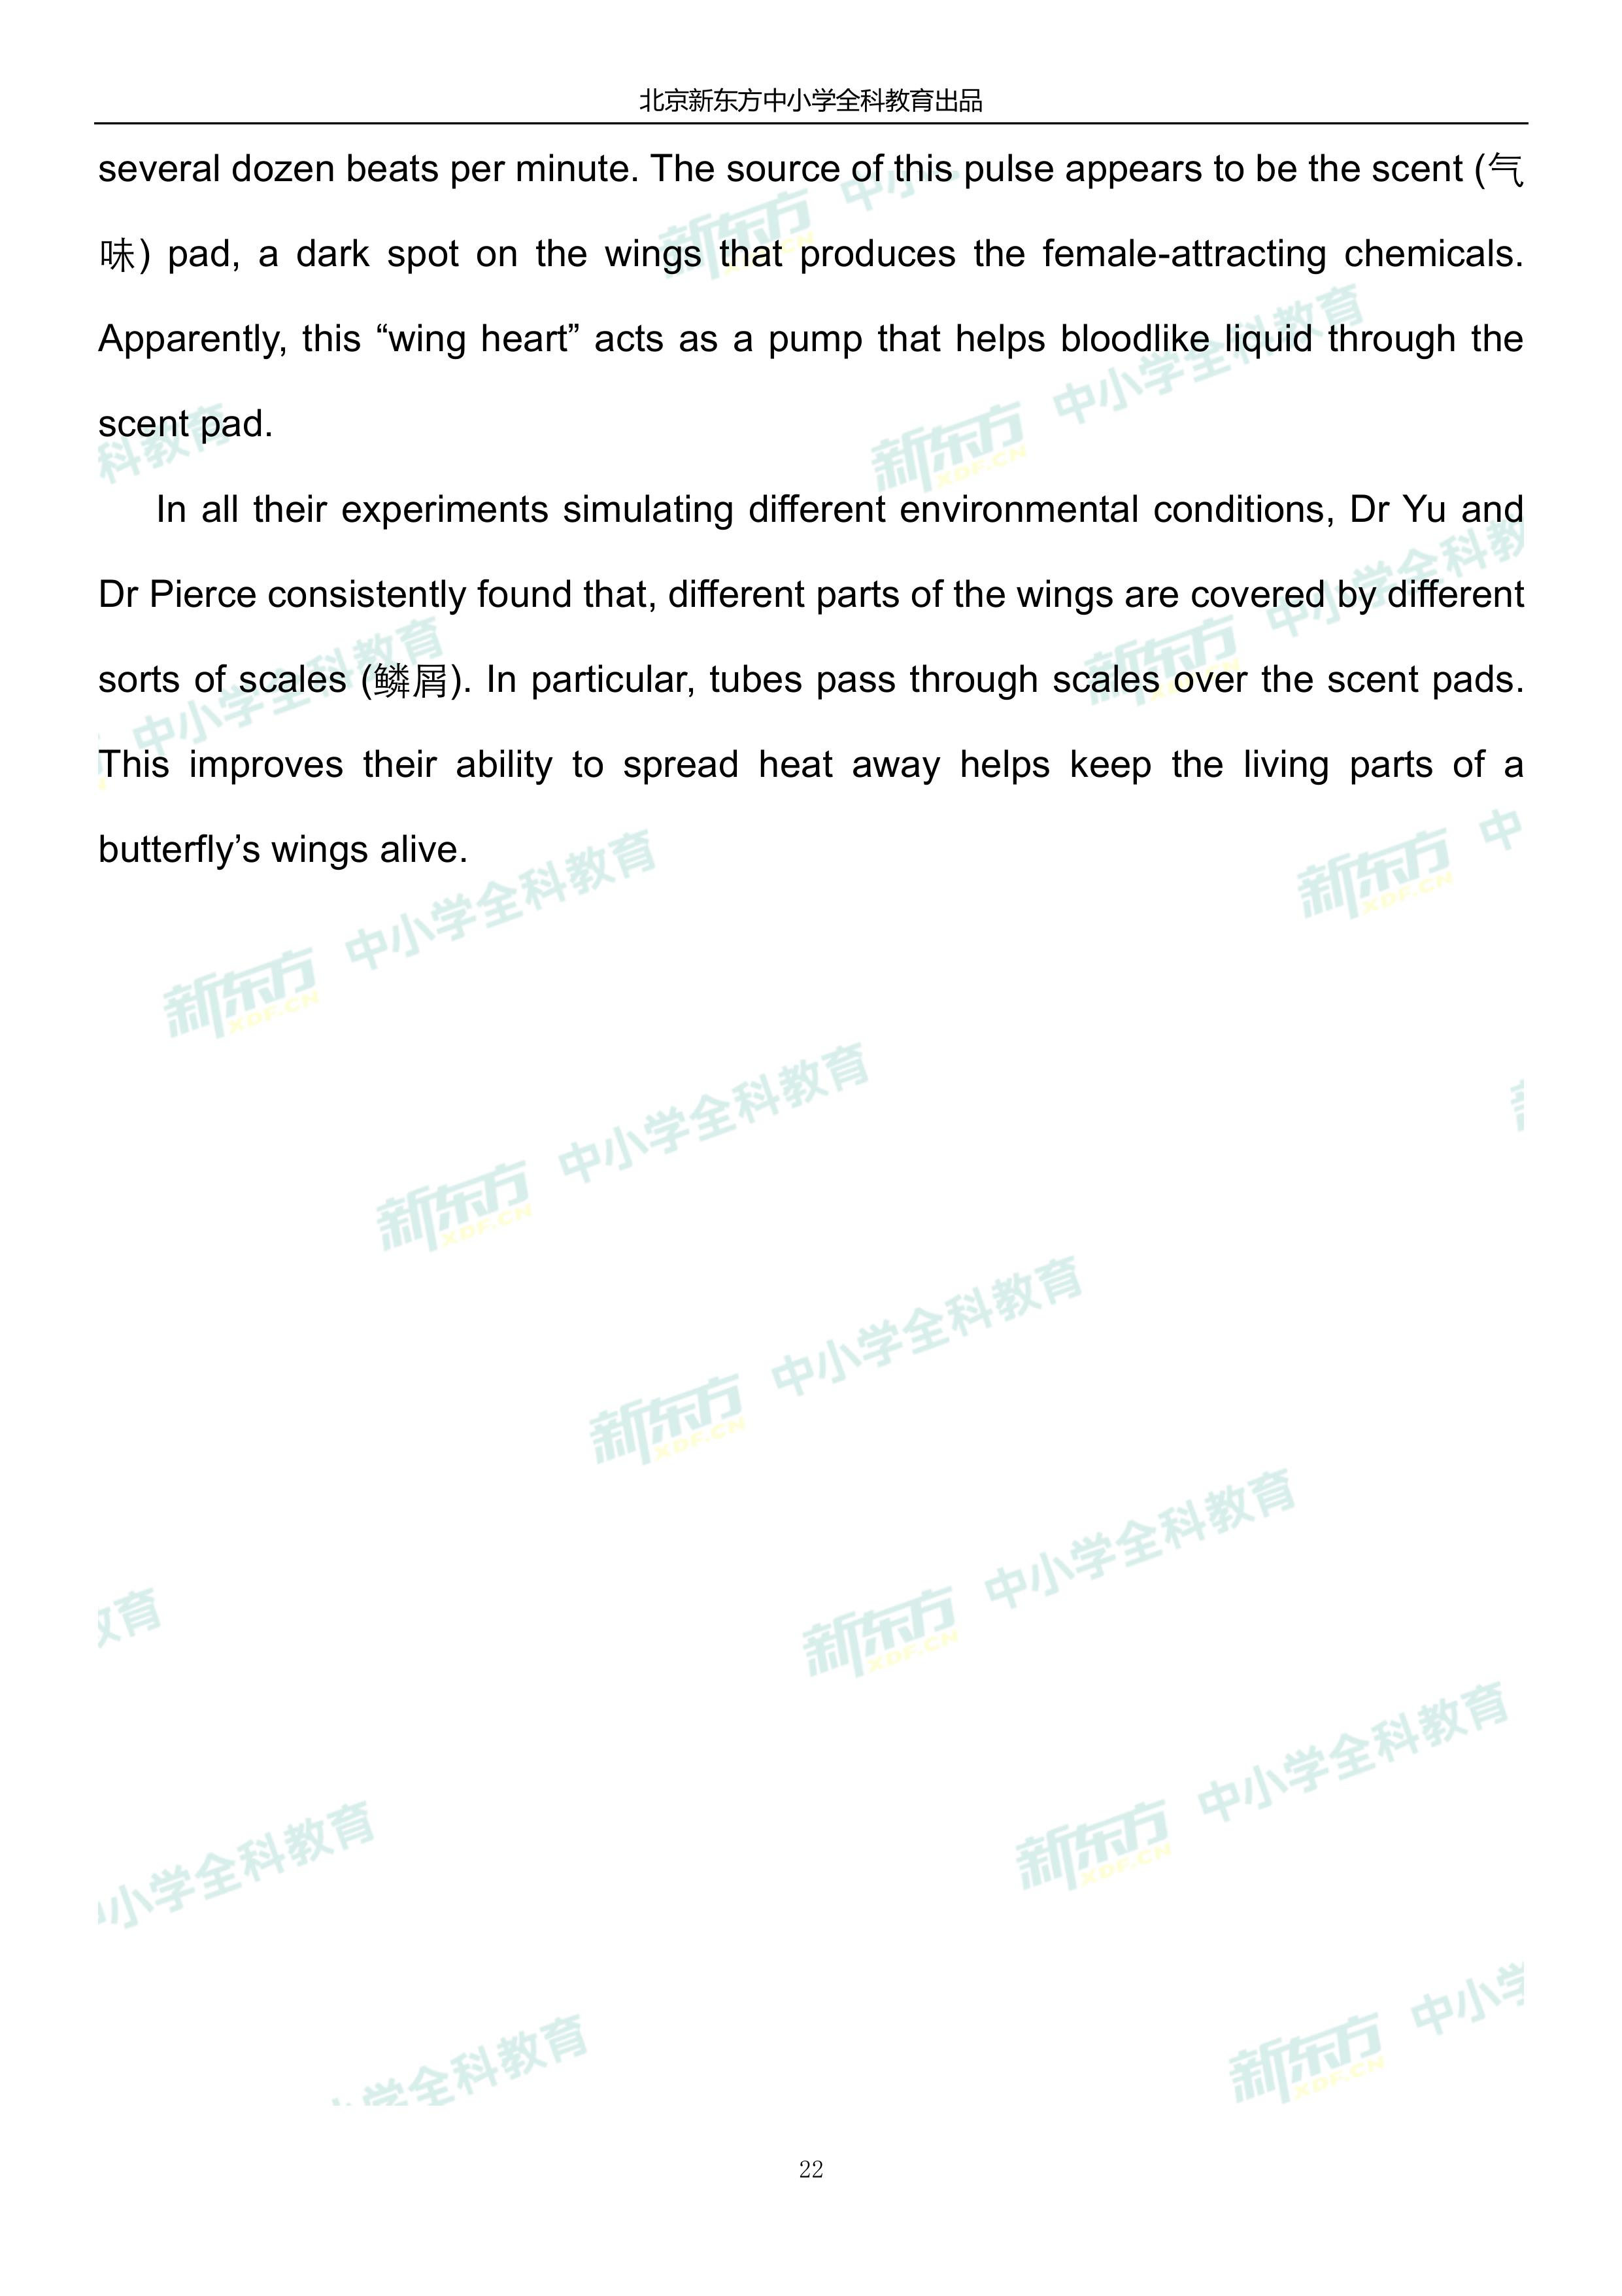 北京新东方中小学全科教育出品
several dozen beats per minute. The source of this pulse appears to be the scent (气
味) pad, a dark spot on the wings that produces the female-attracting chemicals.
Apparently, this “wing heart” acts as a pump that helps bloodlike liquid through the
scent pad.
In all their experiments simulating different environmental conditions, Dr Yu and
Dr Pierce consistently found that, different parts of the wings are covered by different
sorts of scales (鳞屑). In particular, tubes pass through scales over the scent pads.
This improves their ability to spread heat away helps keep the living parts of a
butterfly’s wings alive.
新东方 XDF.CN 中小学全科教育
22